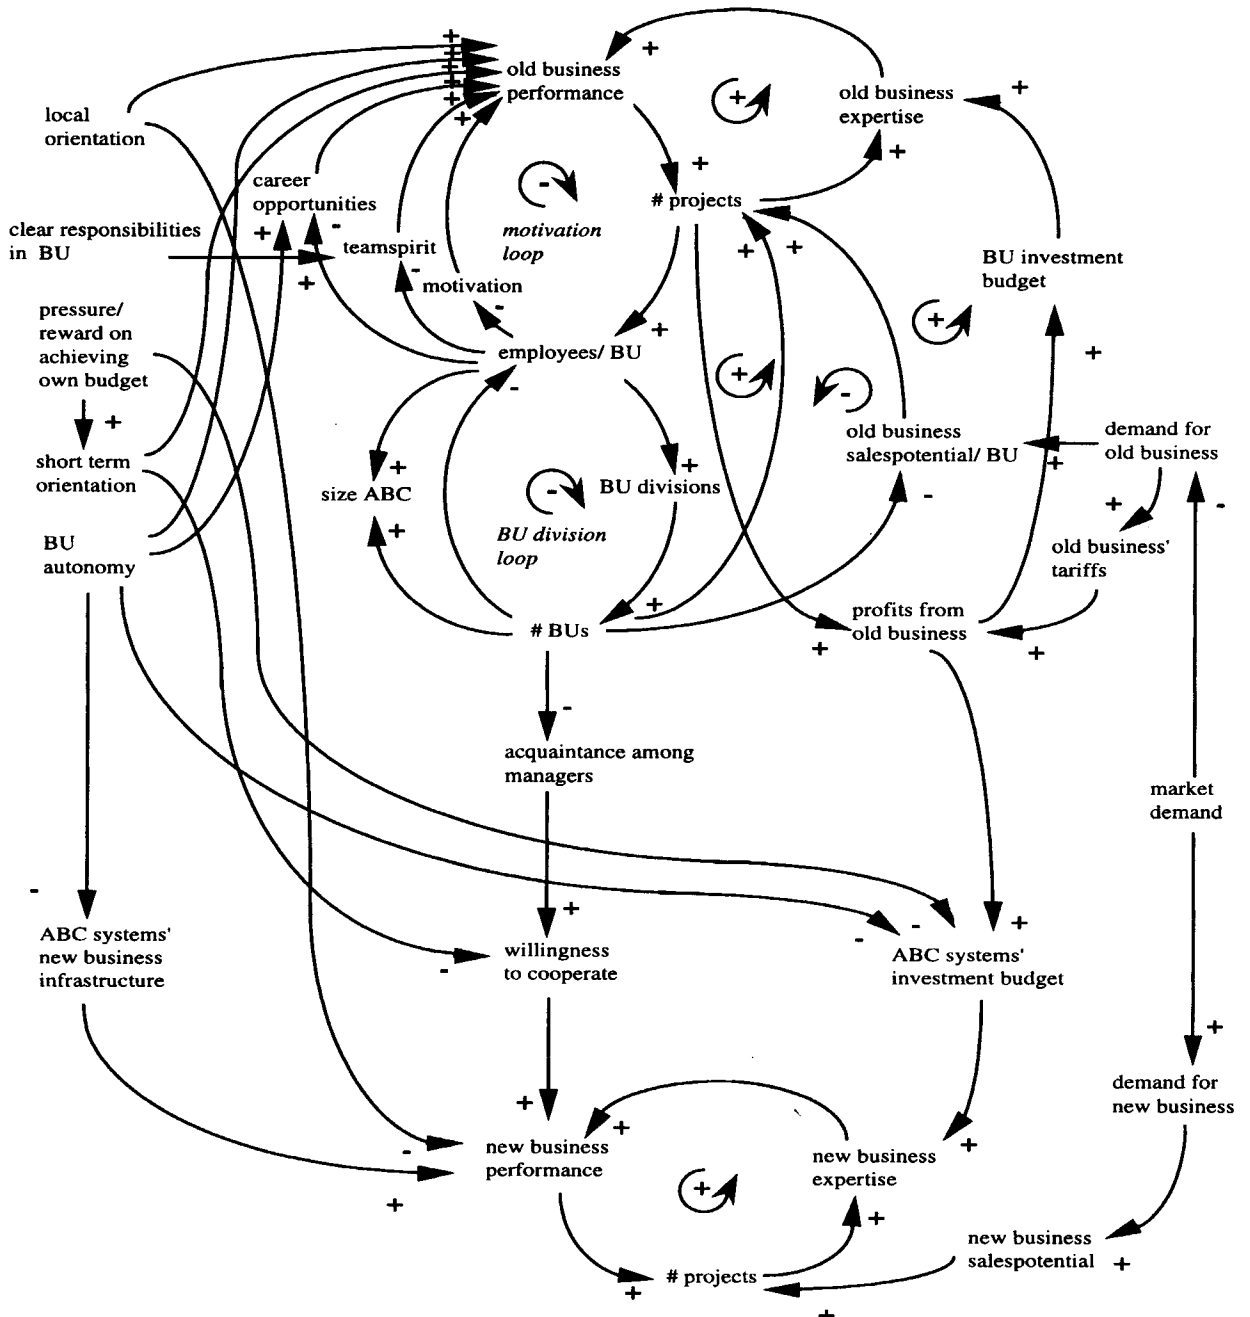 old business
performance
old business
expertise
local
orientation
career
opportunities
# projects
clear responsibilities
in BU
teamspirit
motivation
loop
motivation
BU investment
budget
pressure/
reward on
achieving
own budget
employees/ BU
old business
salespotential/ BU
demand for
old business
short term
orientation
size ABC
BU divisions
BU division
loop
BU
autonomy
old business'
tariffs
profits from
old business
# BUs
acquaintance among
managers
market
demand
ABC systems'
new business
infrastructure
willingness
to cooperate
ABC systems'
investment budget
demand for
new business
new business
performance
new business
expertise
new business
salespotential
# projects